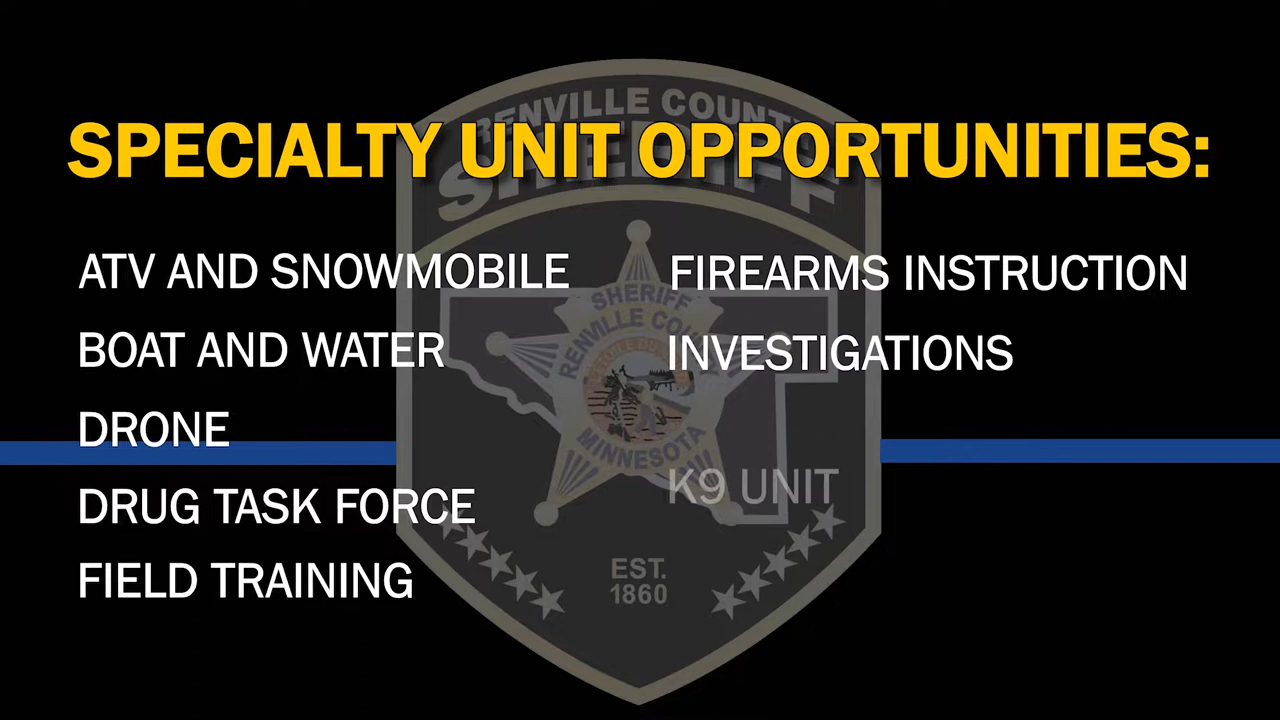 RENVILLE COUNTY
SHERIFF
SPECIALTY UNIT OPPORTUNITIES:
ATV AND SNOWMOBILE
BOAT AND WATER
DRONE
DRUG TASK FORCE
FIELD TRAINING
FIREARMS INSTRUCTION
INVESTIGATIONS
K9 UNIT
SHERIFF
RENVILLE COUNTY
MINNESOTA
EST.
1860